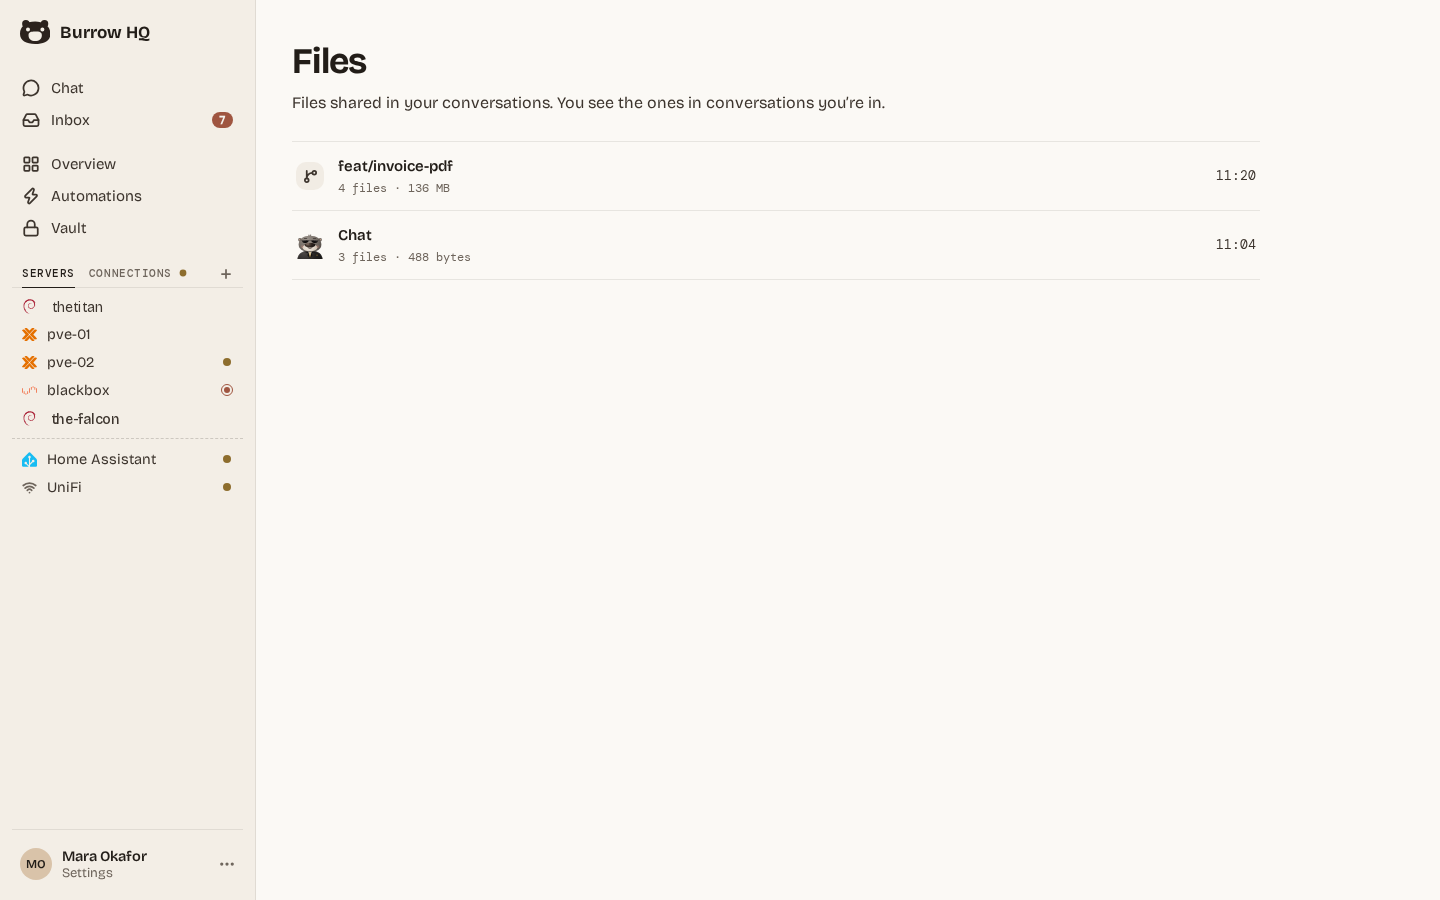 Burrow HQ
Chat
Inbox
7
Overview
Automations
Vault
SERVERS
CONNECTIONS
thetitan
pve-01
pve-02
blackbox
the-falcon
Home Assistant
UniFi
MO
Mara Okafor
Settings
Files
Files shared in your conversations. You see the ones in conversations you’re in.
feat/invoice-pdf
4 files · 136 MB
11:20
Chat
3 files · 488 bytes
11:04